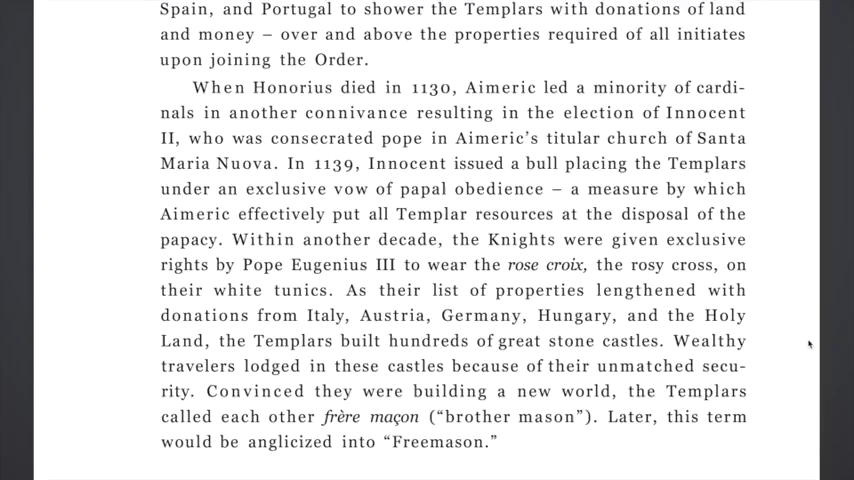 Spain, and Portugal to shower the Templars with donations of land
and money – over and above the properties required of all initiates
upon joining the Order.
When Honorius died in 1130, Aimeric led a minority of cardi-
nals in another connivance resulting in the election of Innocent
II, who was consecrated pope in Aimeric's titular church of Santa
Maria Nuova. In 1139, Innocent issued a bull placing the Templars
under an exclusive vow of papal obedience – a measure by which
Aimeric effectively put all Templar resources at the disposal of the
papacy. Within another decade, the Knights were given exclusive
rights by Pope Eugenius III to wear the rose croix, the rosy cross, on
their white tunics. As their list of properties lengthened with
donations from Italy, Austria, Germany, Hungary, and the Holy
Land, the Templars built hundreds of great stone castles. Wealthy
travelers lodged in these castles because of their unmatched secu-
rity. Convinced they were building a new world, the Templars
called each other frère maçon (“brother mason”). Later, this term
would be anglicized into “Freemason.”